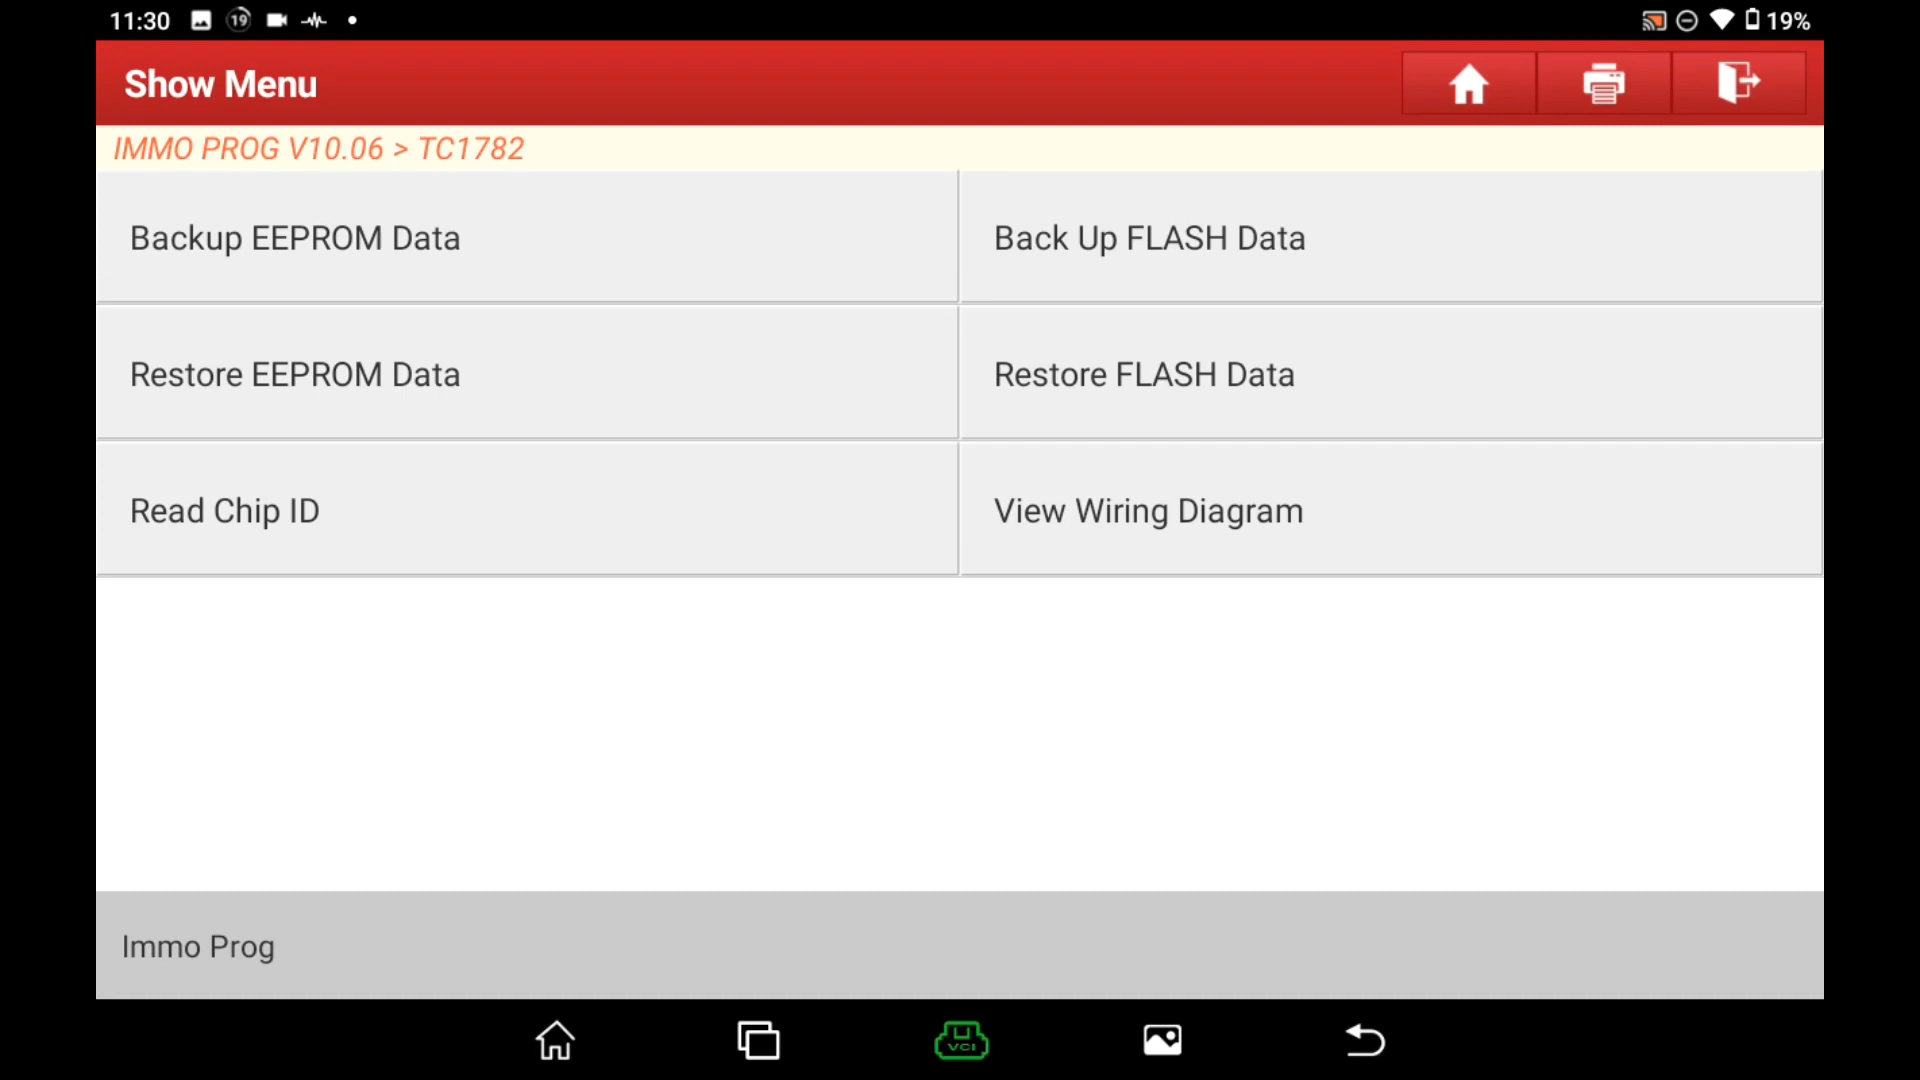 11:30 19 19%
Show Menu
IMMO PROG V10.06 > TC1782
Backup EEPROM Data
Back Up FLASH Data
Restore EEPROM Data
Restore FLASH Data
Read Chip ID
View Wiring Diagram
Immo Prog
VCI